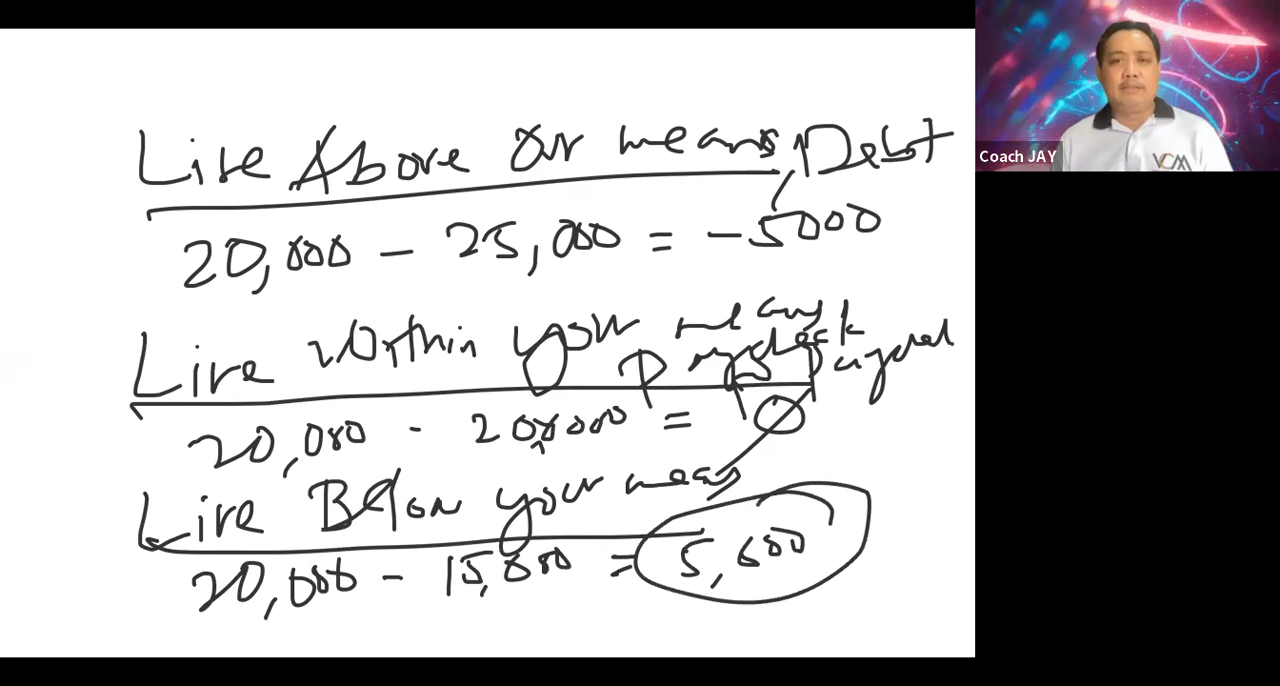 Live Above Our means, Debt
20,000 - 25,000 = -5000
Live Within your means
Paycheck
20,000 - 20,000 = 0
Live Below your means
20,000 - 15,000 = 5,000
Coach JAY
VCM